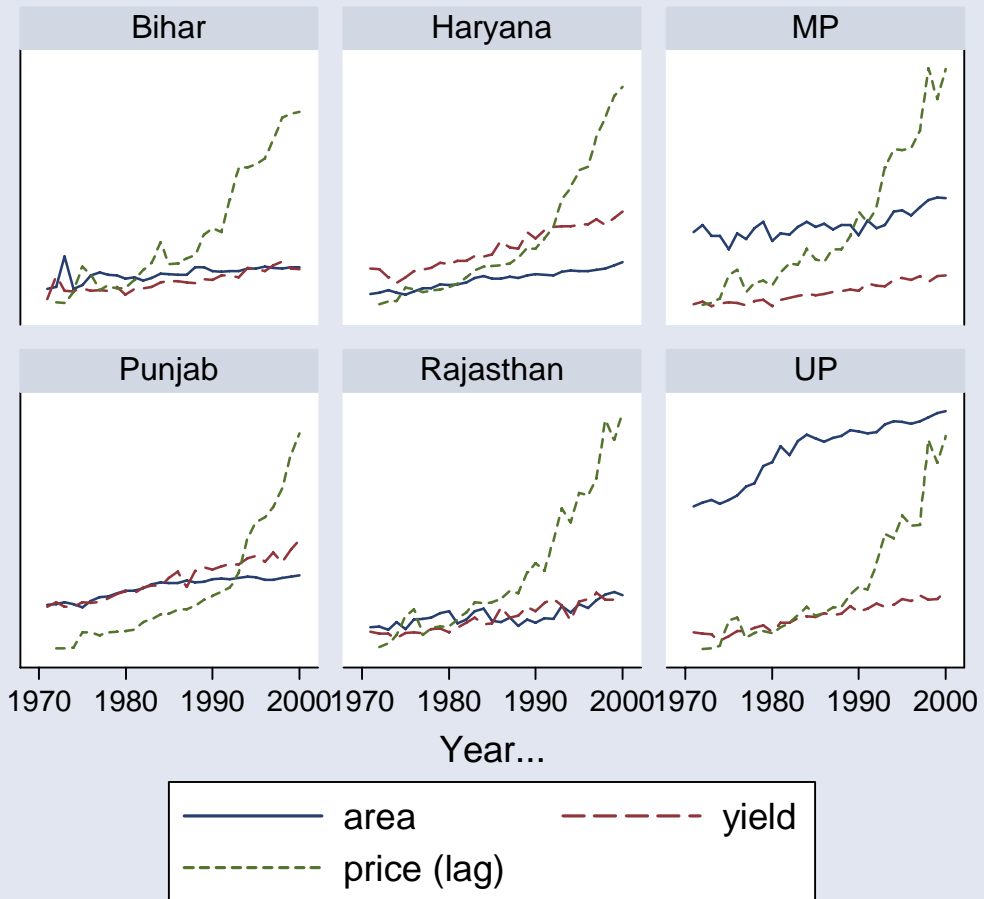 Bihar Haryana MP
Punjab Rajasthan UP
1970 1980 1990 2000 1970 1980 1990 2000 1970 1980 1990 2000
Year...
area yield
price (lag)